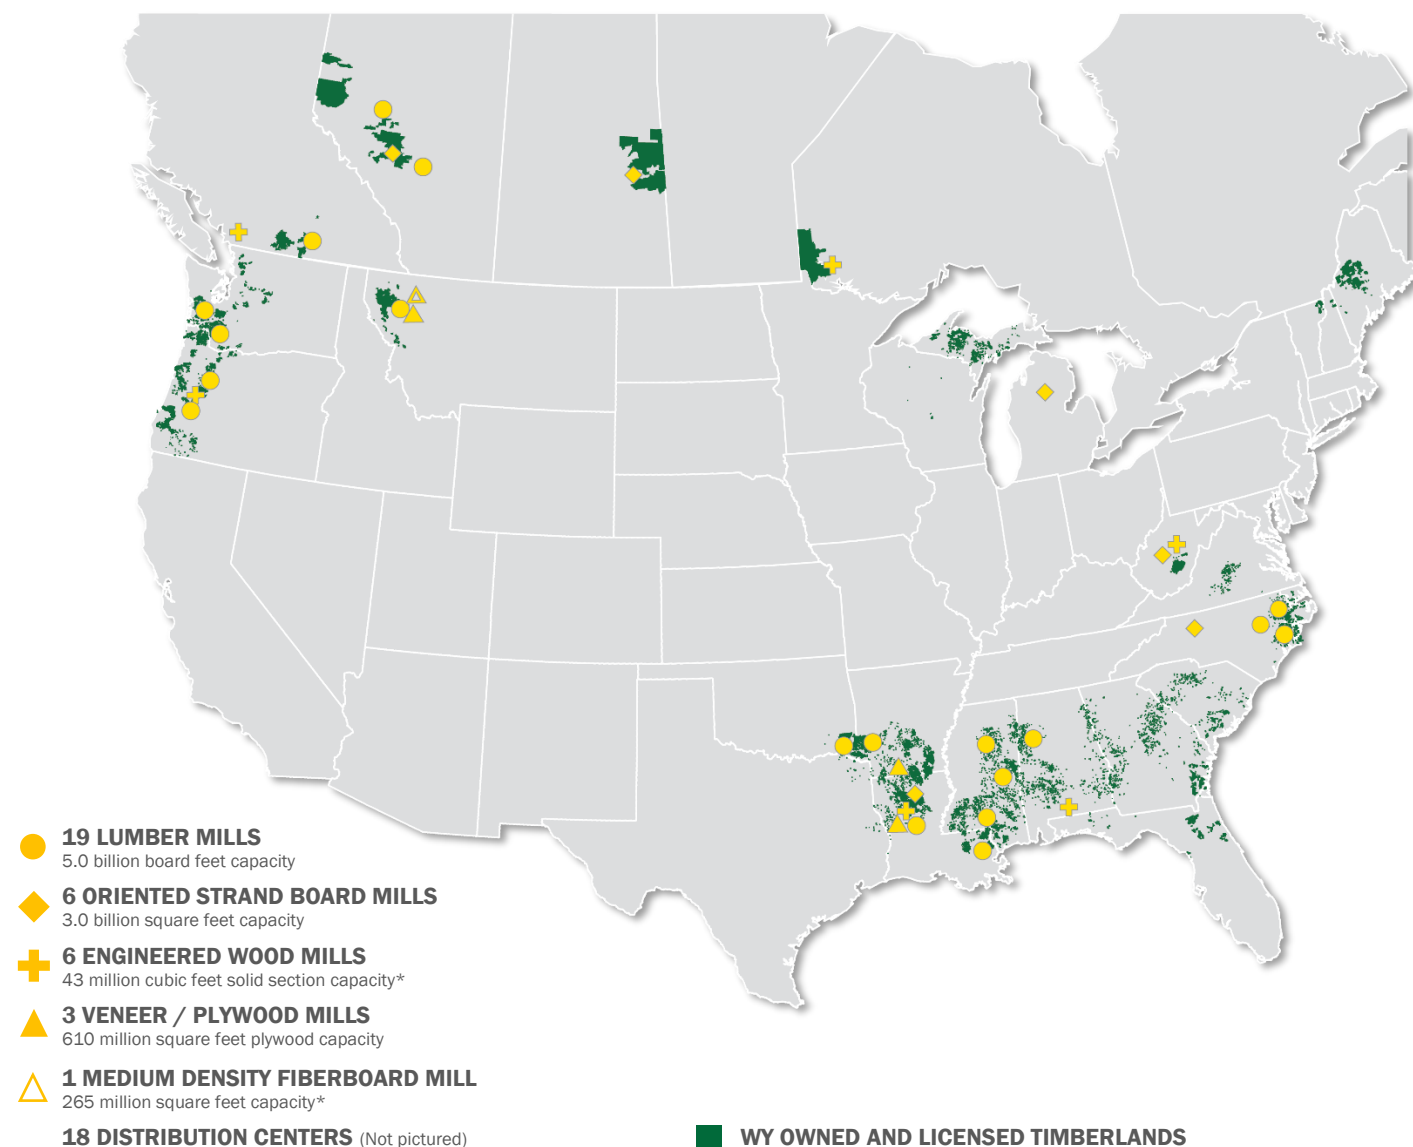 19 LUMBER MILLS
5.0 billion board feet capacity
6 ORIENTED STRAND BOARD MILLS
3.0 billion square feet capacity
6 ENGINEERED WOOD MILLS
43 million cubic feet solid section capacity*
3 VENEER / PLYWOOD MILLS
610 million square feet plywood capacity
1 MEDIUM DENSITY FIBERBOARD MILL
265 million square feet capacity*
18 DISTRIBUTION CENTERS (Not pictured)
WY OWNED AND LICENSED TIMBERLANDS